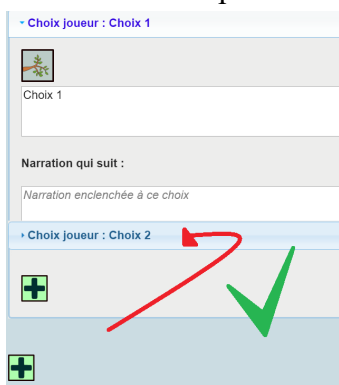 Choix joueur : Choix 1
Choix 1
Narration qui suit :
Narration enclenchée à ce choix
Choix joueur : Choix 2